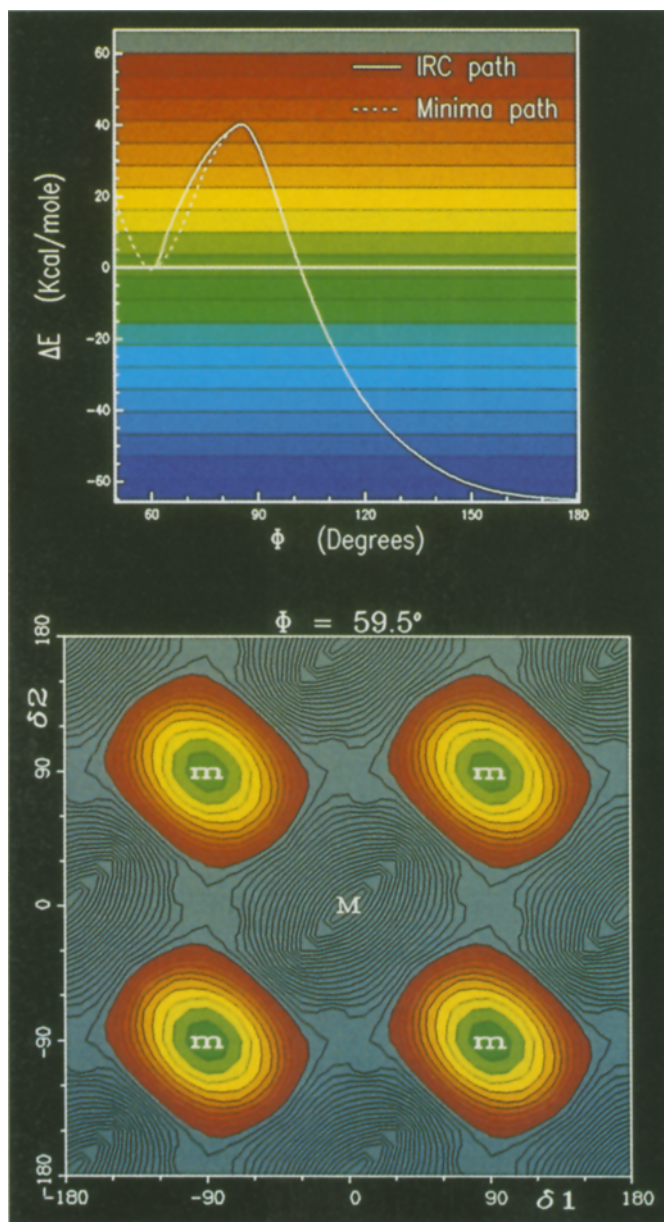 60
40
20
0
-20
-40
-60
ΔE (Kcal/mole)
IRC path
Minima path
60 90 120 150 180
Φ (Degrees)
Φ = 59.5°
180
δ2
90
0
-90
-180
m m
M
m m
-180 -90 0 90 δ1 180